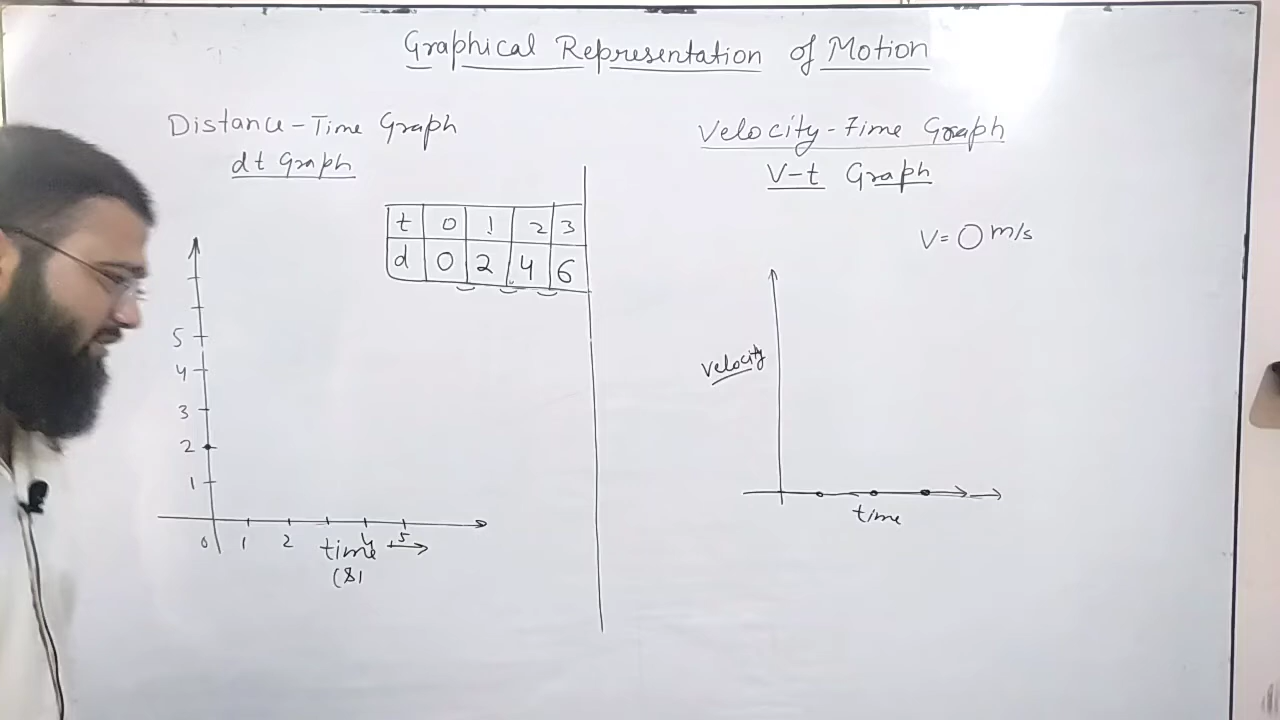 Graphical Representation of Motion
Distance-Time Graph
dt Graph
t 0 1 2 3
d 0 2 4 6
5
4
3
2
1
0 1 2 4 5
time
(s)
Velocity-Time Graph
V-t Graph
V= 0 m/s
Velocity
time